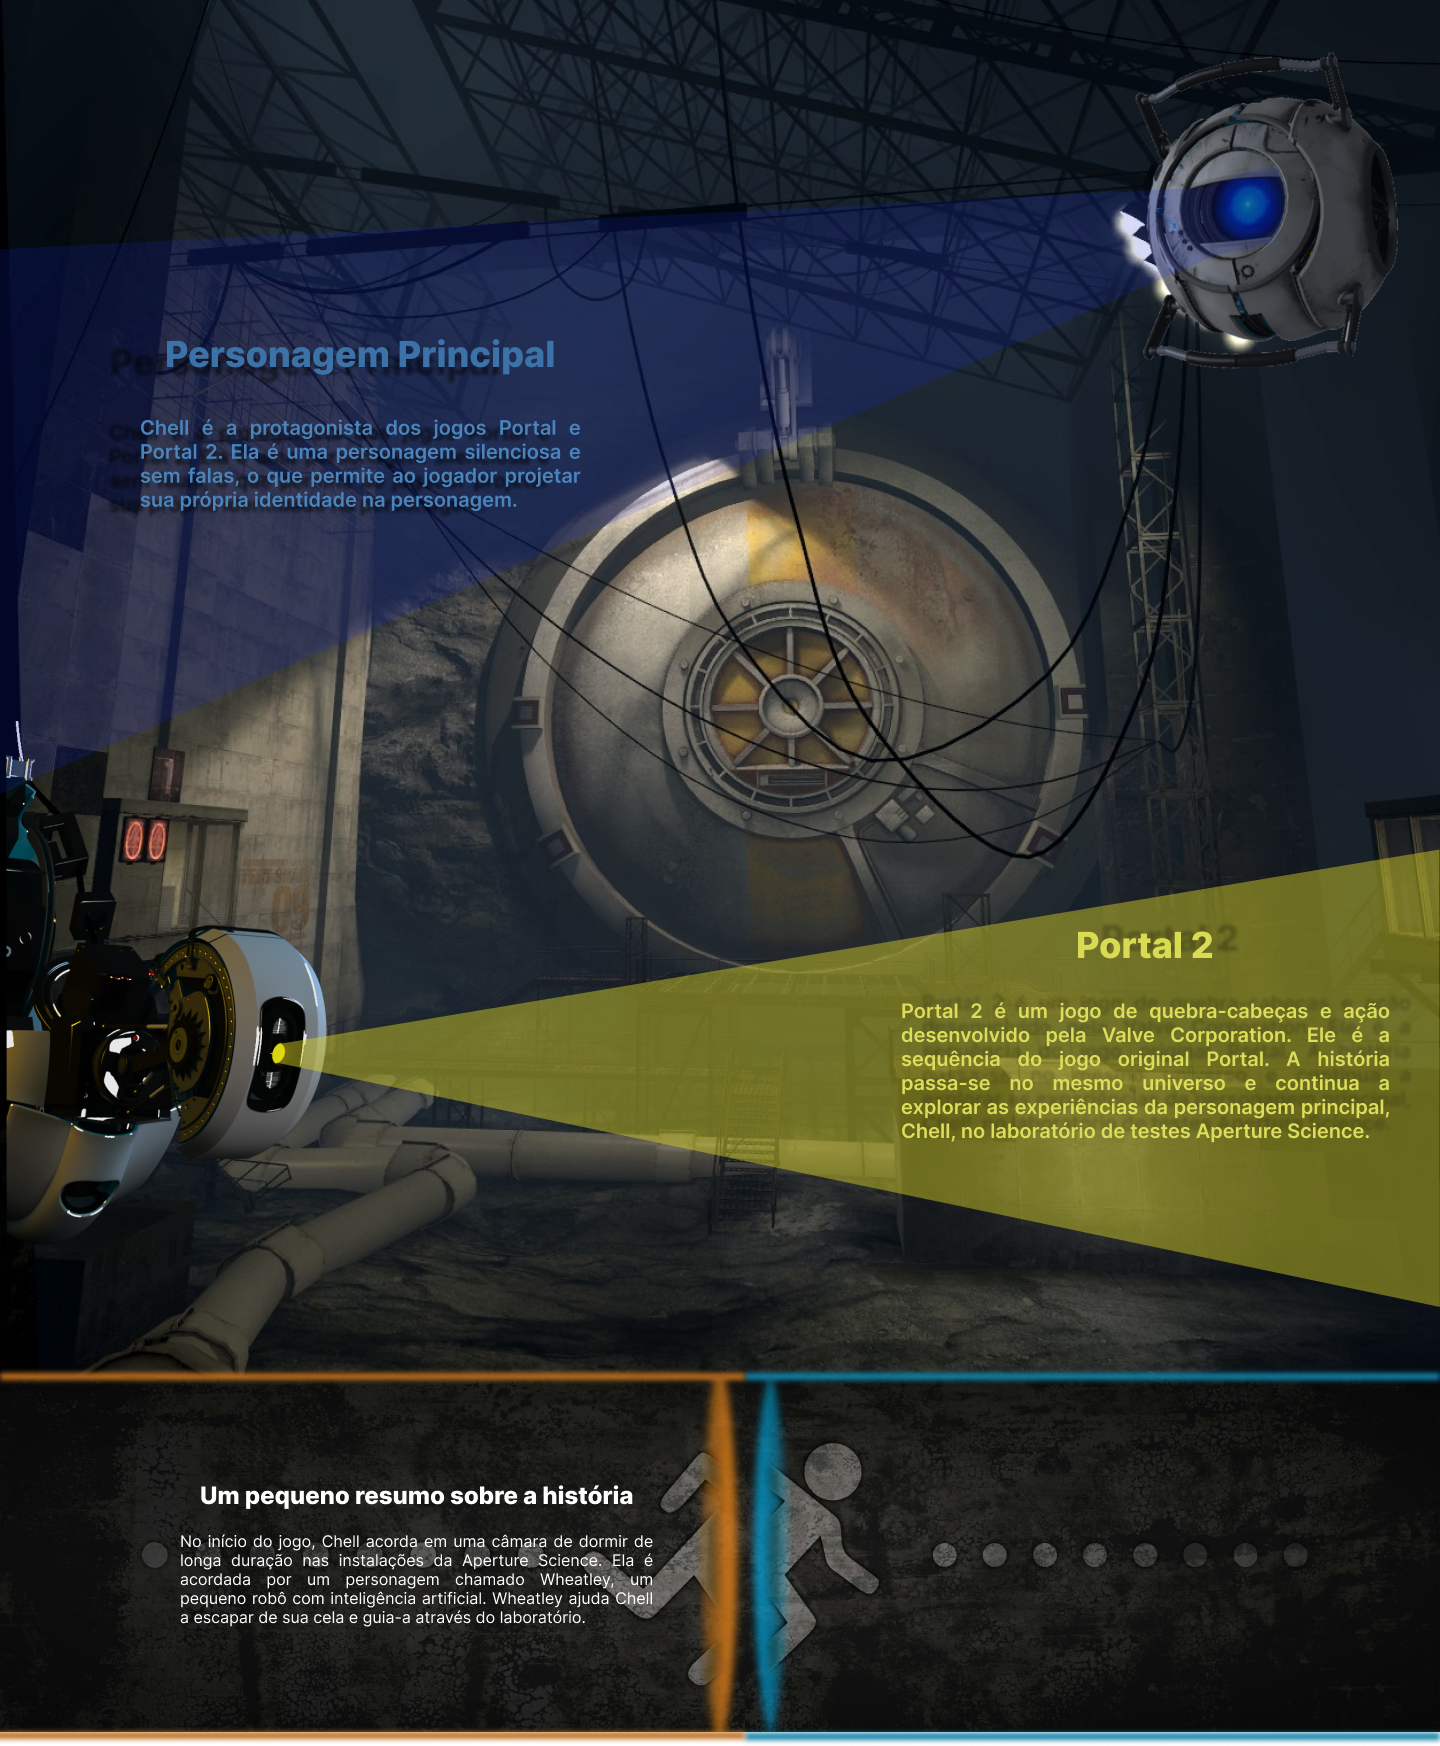 Personagem Principal
Chell é a protagonista dos jogos Portal e
Portal 2. Ela é uma personagem silenciosa e
sem falas, o que permite ao jogador projetar
sua própria identidade na personagem.
Portal 2
Portal 2 é um jogo de quebra-cabeças e ação
desenvolvido pela Valve Corporation. Ele é a
sequência do jogo original Portal. A história
passa-se no mesmo universo e continua a
explorar as experiências da personagem principal,
Chell, no laboratório de testes Aperture Science.
Um pequeno resumo sobre a história
No início do jogo, Chell acorda em uma câmara de dormir de
longa duração nas instalações da Aperture Science. Ela é
acordada por um personagem chamado Wheatley, um
pequeno robô com inteligência artificial. Wheatley ajuda Chell
a escapar de sua cela e guia-a através do laboratório.